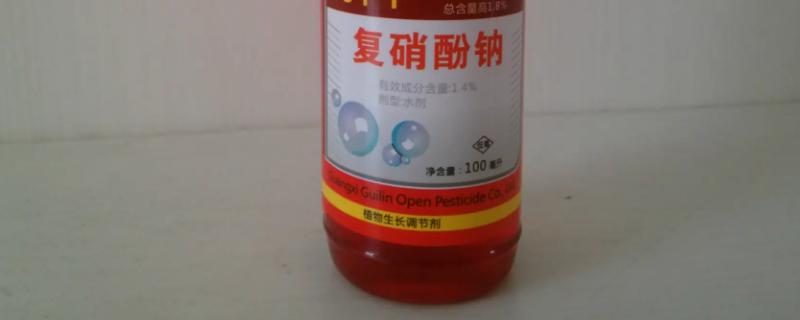 总含量高1.8%
复硝酚钠
有效成分含量:1.4%
剂型:水剂
净含量：100毫升
Guangxi Guilin Open Pesticide Co.,
植物生长调节剂